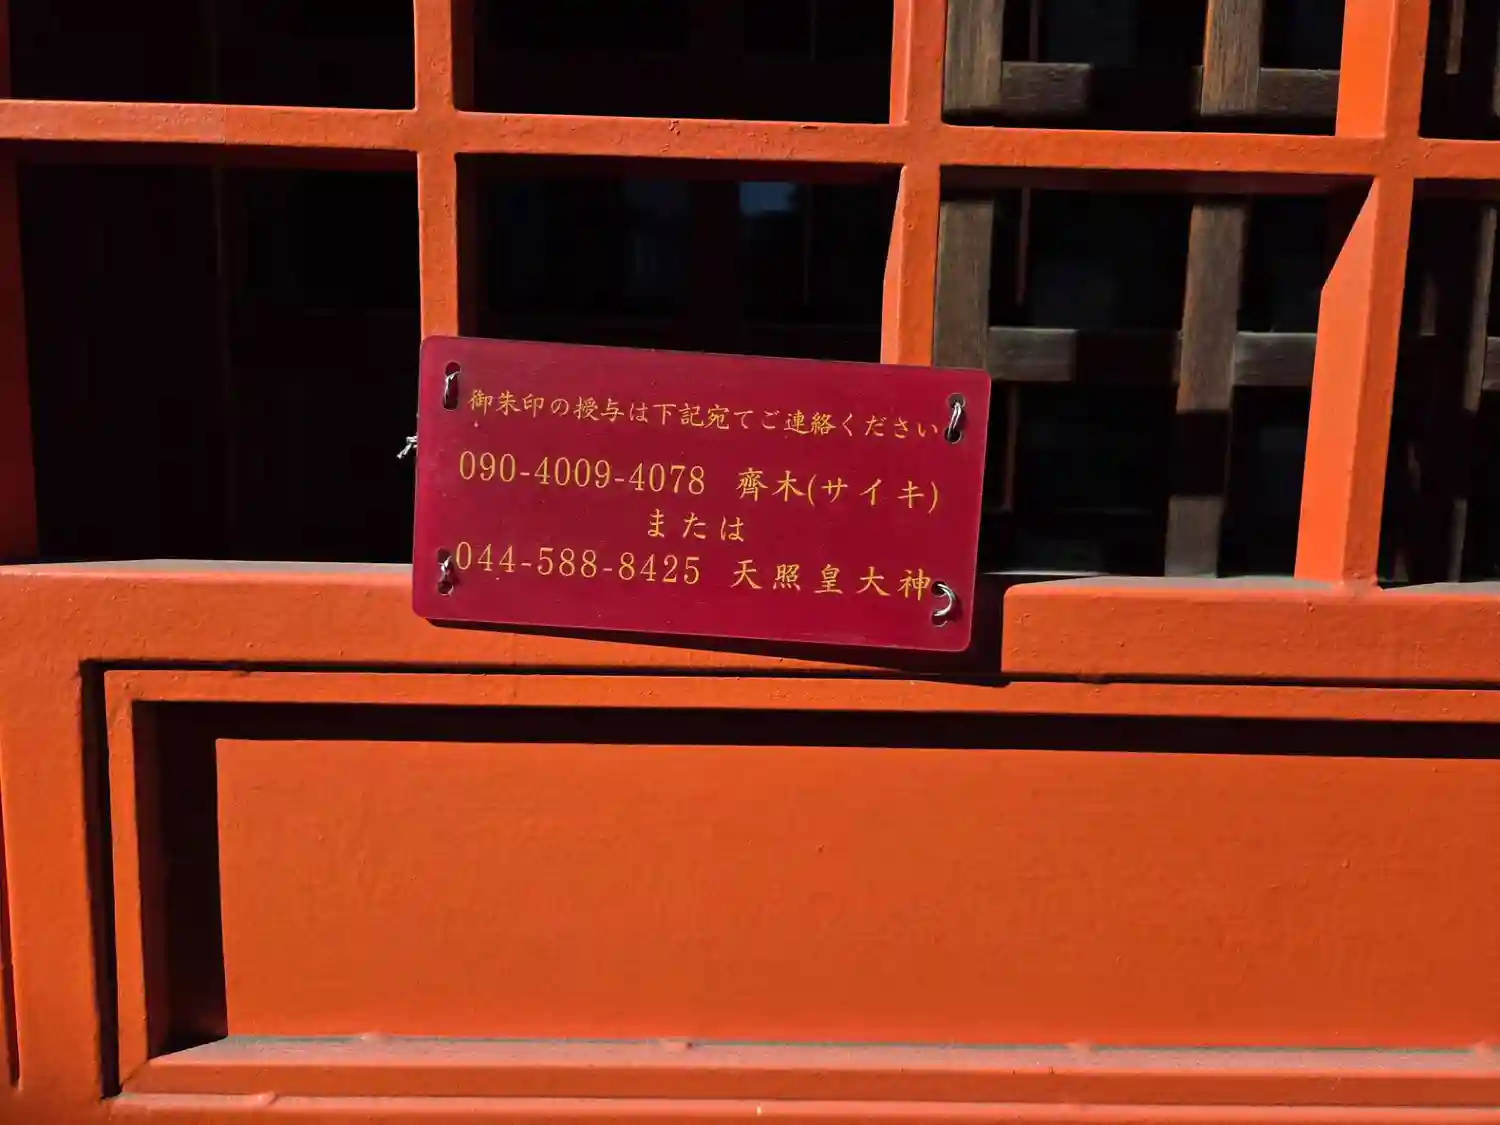 御朱印の授与は下記宛てご連絡ください
090-4009-4078 齊木(サイキ)
または
044-588-8425 天照皇大神